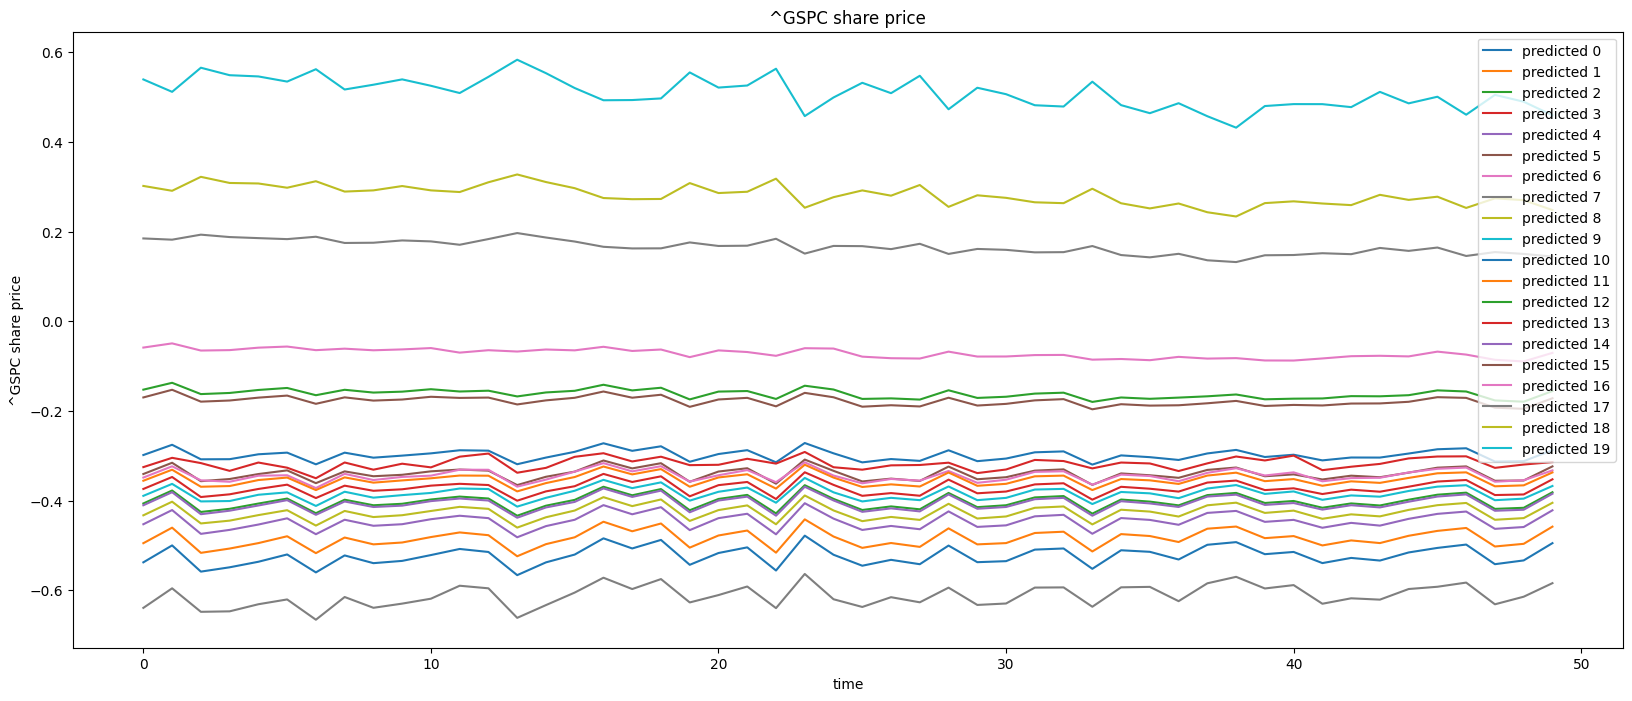 ^GSPC share price
^GSPC share price
0.6
0.4
0.2
0.0
−0.2
−0.4
−0.6
0
10
20
30
40
50
time
predicted 0
predicted 1
predicted 2
predicted 3
predicted 4
predicted 5
predicted 6
predicted 7
predicted 8
predicted 9
predicted 10
predicted 11
predicted 12
predicted 13
predicted 14
predicted 15
predicted 16
predicted 17
predicted 18
predicted 19